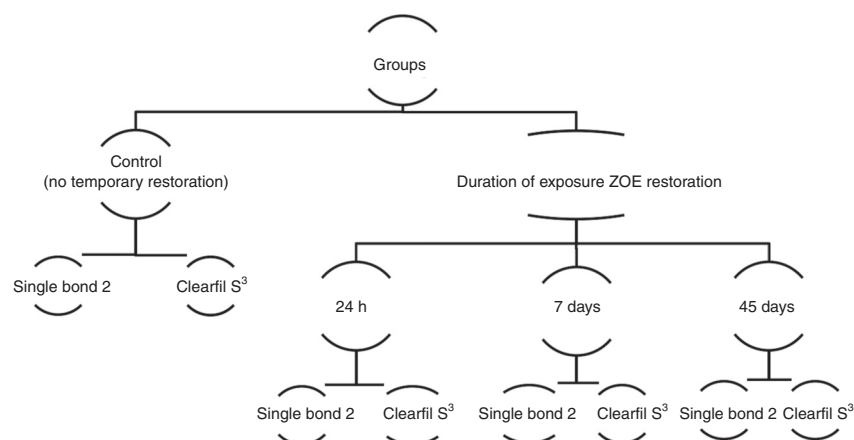 Groups
Control
(no temporary restoration)
Duration of exposure ZOE restoration
Single bond 2
Clearfil S³
24 h
7 days
45 days
Single bond 2
Clearfil S³
Single bond 2
Clearfil S³
Single bond 2
Clearfil S³